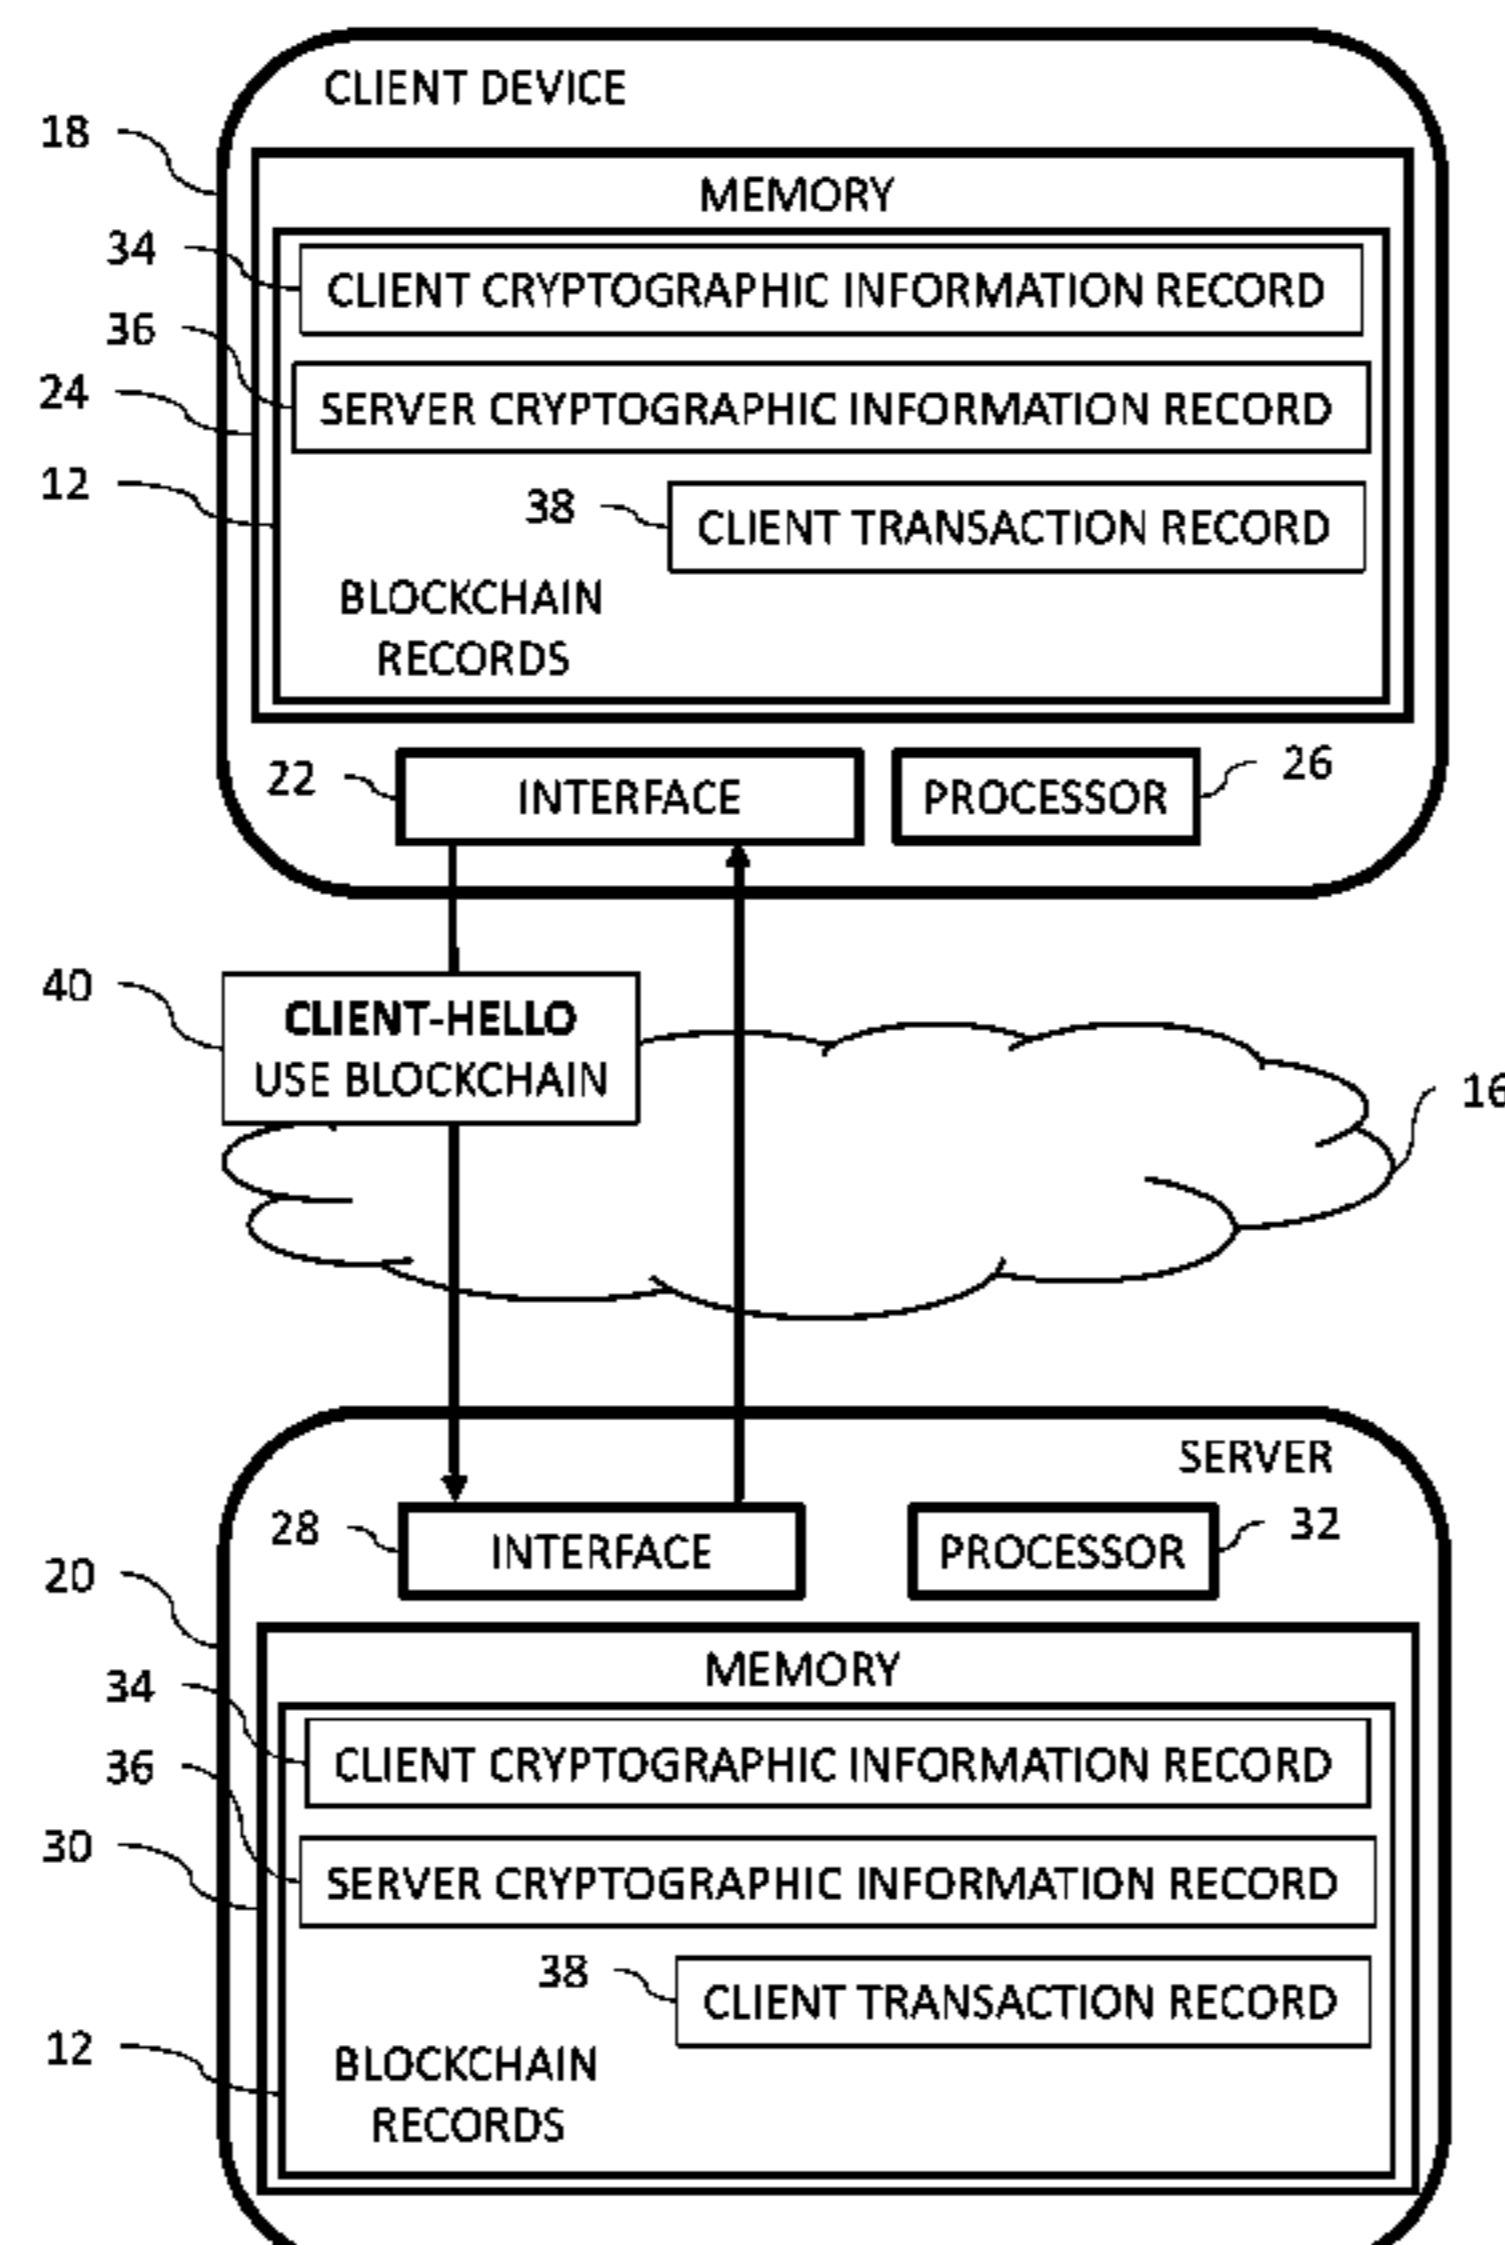 CLIENT DEVICE
18
MEMORY
34
CLIENT CRYPTOGRAPHIC INFORMATION RECORD
36
24
SERVER CRYPTOGRAPHIC INFORMATION RECORD
12
38
CLIENT TRANSACTION RECORD
BLOCKCHAIN
RECORDS
22
INTERFACE
PROCESSOR
26
40
CLIENT-HELLO
USE BLOCKCHAIN
16
SERVER
28
INTERFACE
PROCESSOR
32
20
MEMORY
34
CLIENT CRYPTOGRAPHIC INFORMATION RECORD
36
30
SERVER CRYPTOGRAPHIC INFORMATION RECORD
38
CLIENT TRANSACTION RECORD
12
BLOCKCHAIN
RECORDS